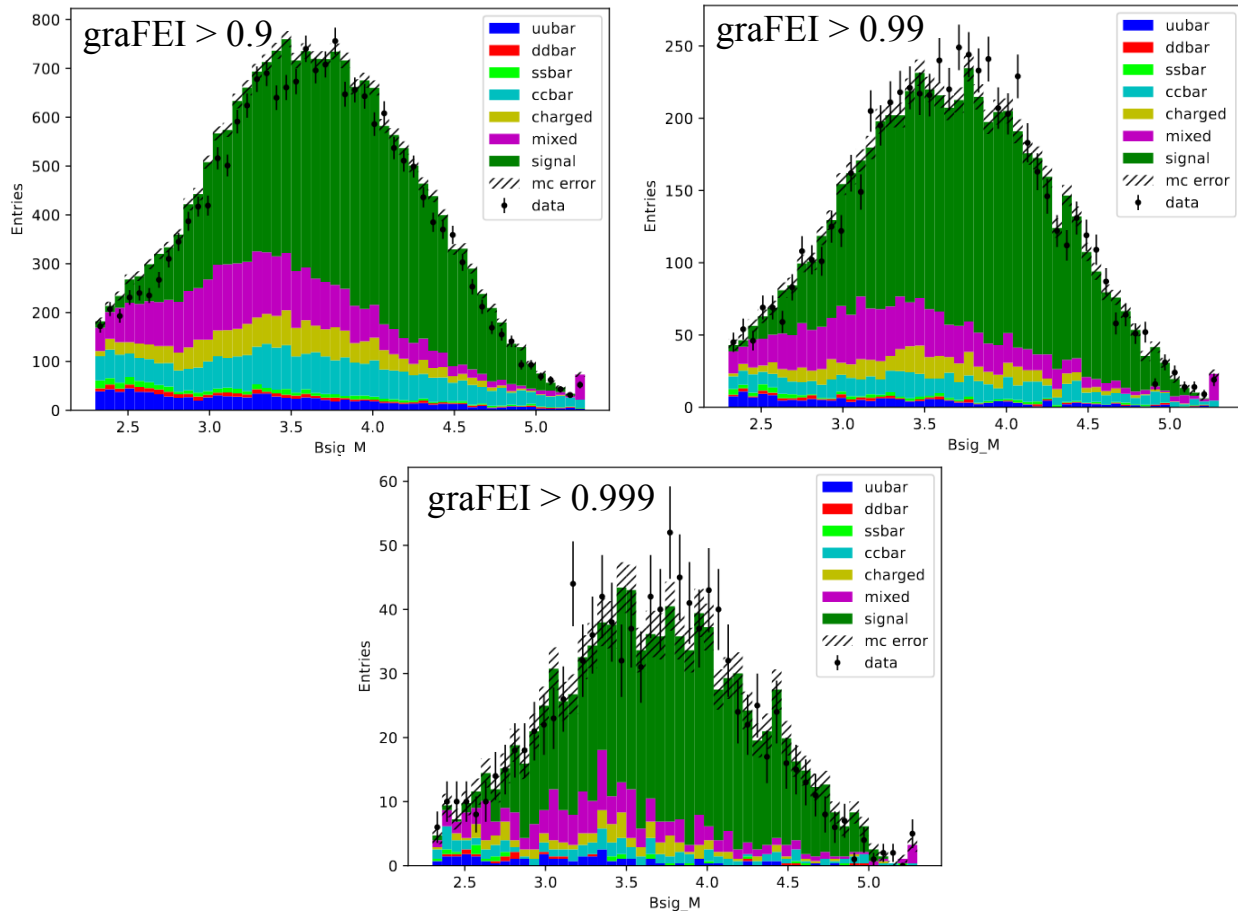 graFEI > 0.9
800
700
600
500
400
300
200
100
0
Entries
2.5 3.0 3.5 4.0 4.5 5.0
Bsig_M
uubar
ddbar
ssbar
ccbar
charged
mixed
signal
mc error
data
graFEI > 0.99
250
200
150
100
50
0
Entries
2.5 3.0 3.5 4.0 4.5 5.0
Bsig_M
uubar
ddbar
ssbar
ccbar
charged
mixed
signal
mc error
data
graFEI > 0.999
60
50
40
30
20
10
0
Entries
2.5 3.0 3.5 4.0 4.5 5.0
Bsig_M
uubar
ddbar
ssbar
ccbar
charged
mixed
signal
mc error
data